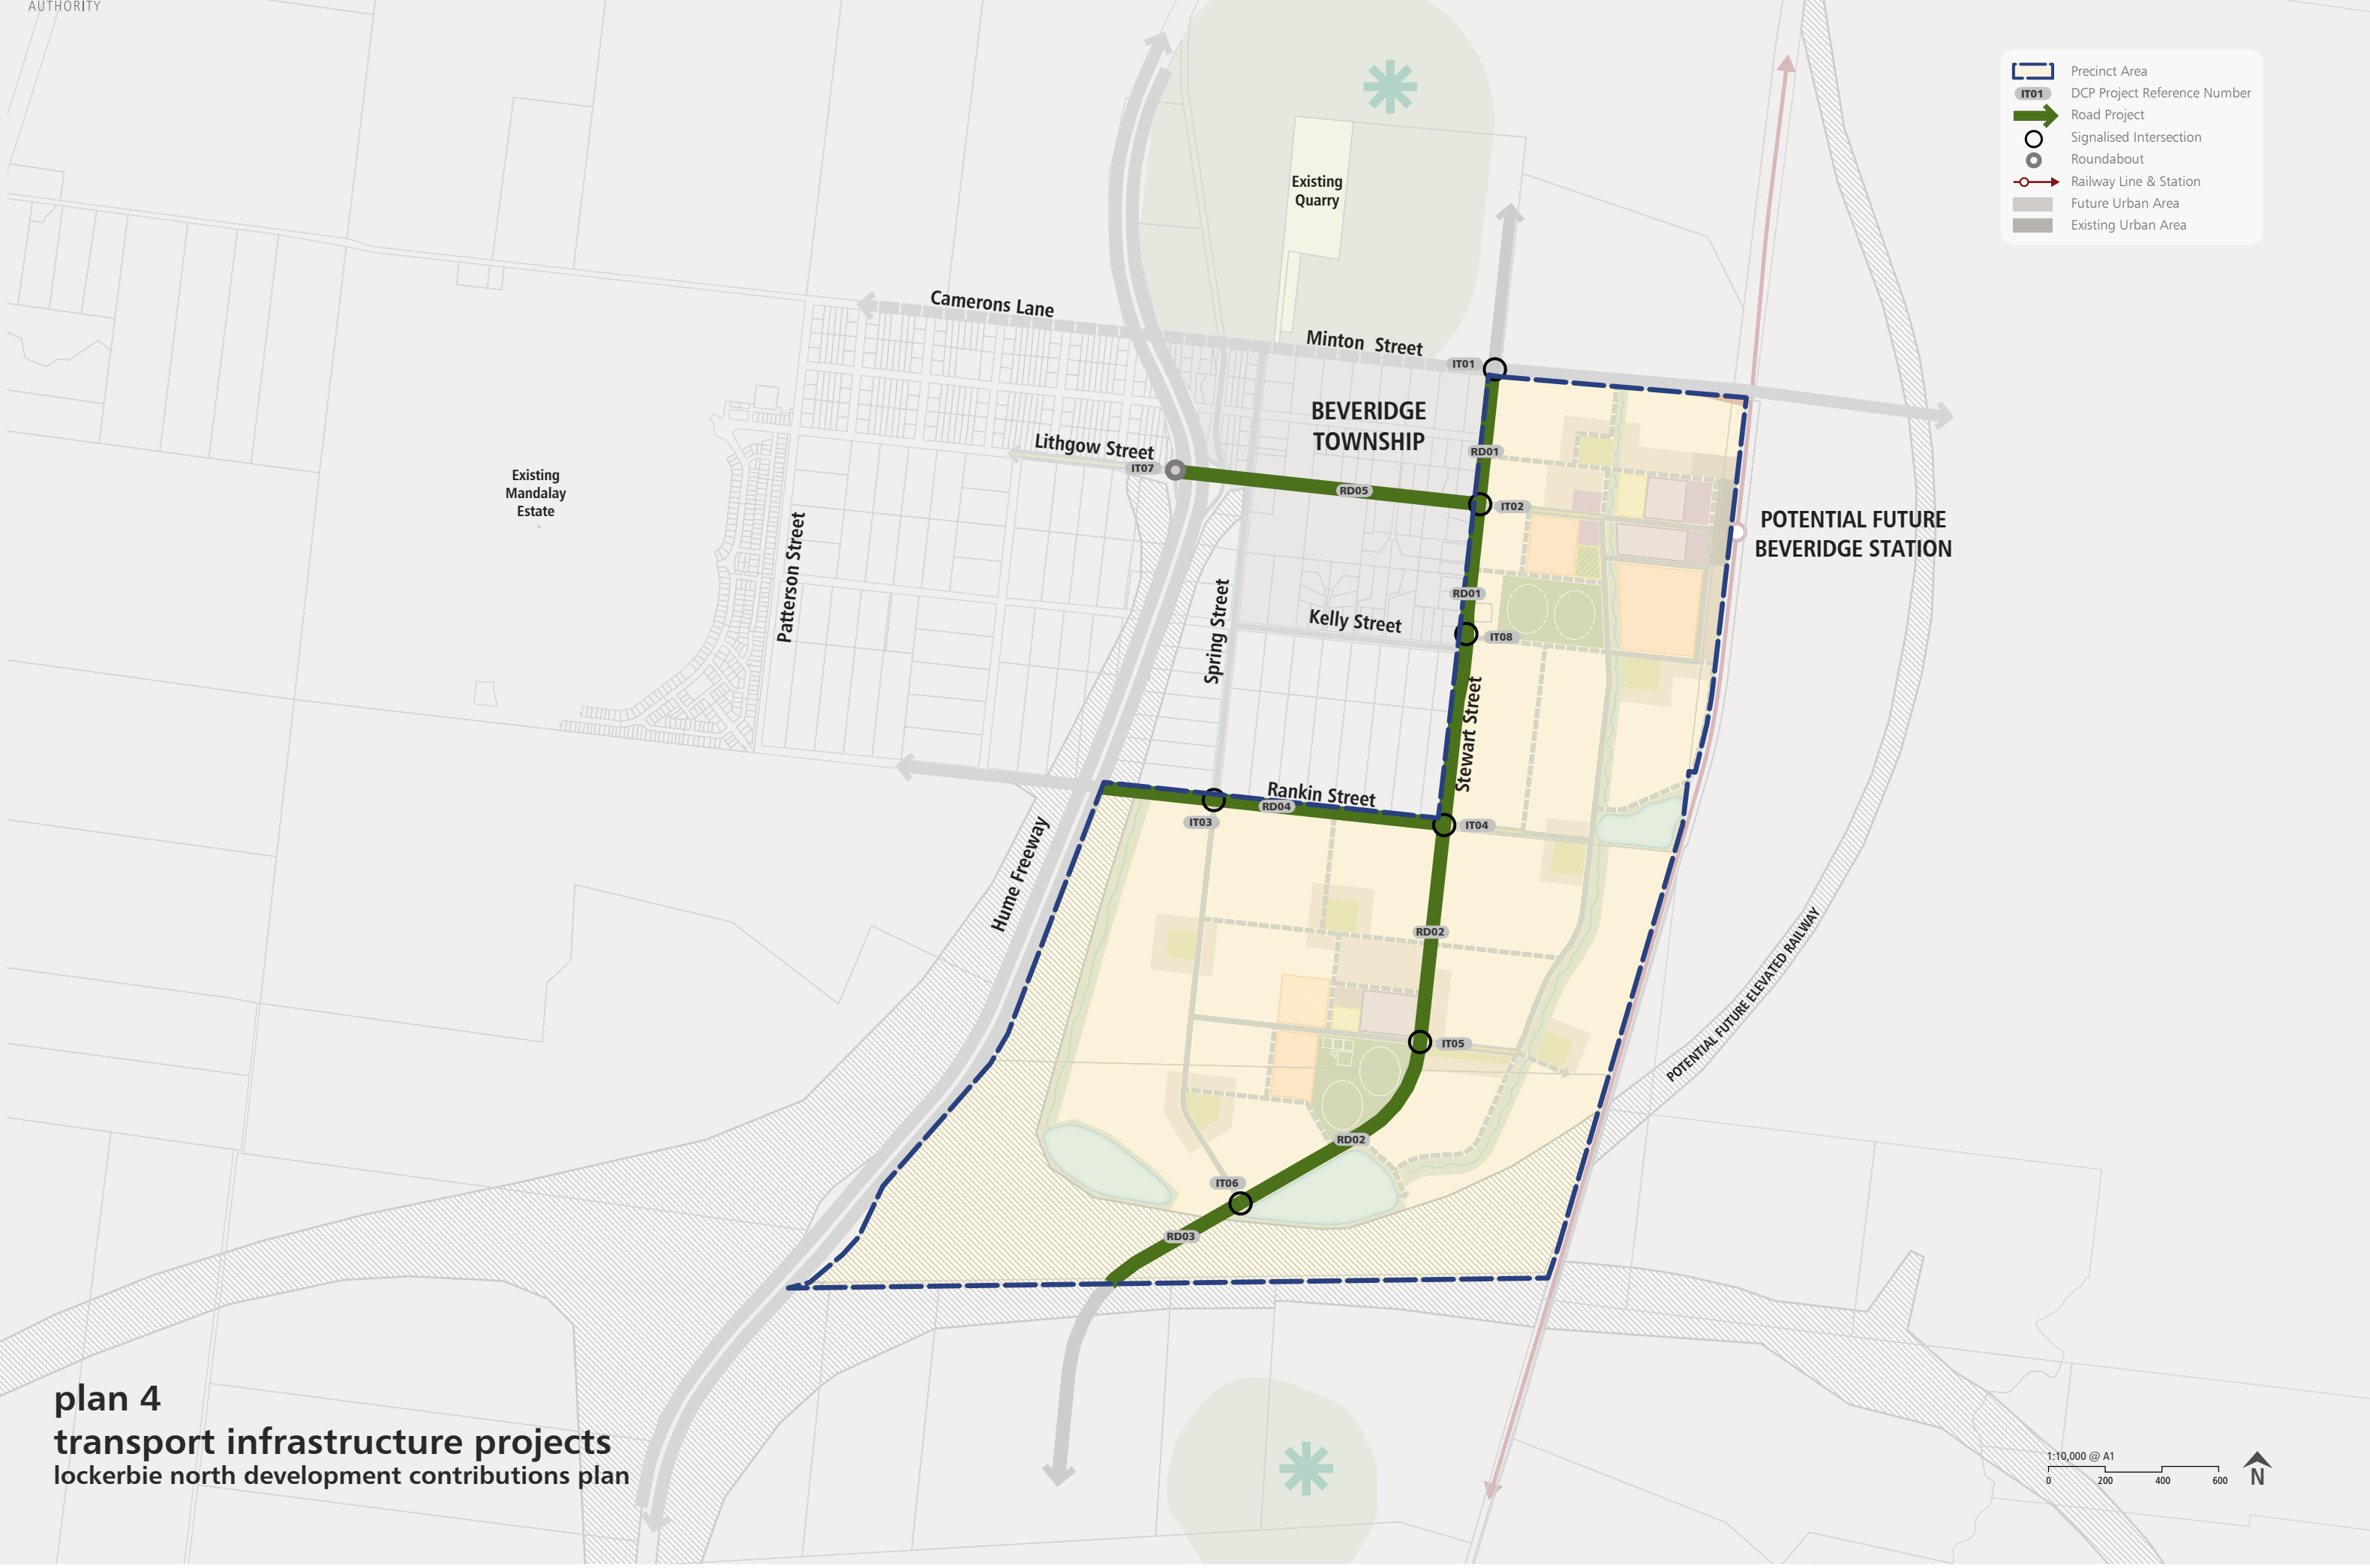 AUTHORITY
Precinct Area
IT01 DCP Project Reference Number
Road Project
Signalised Intersection
Roundabout
Railway Line & Station
Future Urban Area
Existing Urban Area
Existing
Quarry
Camerons Lane
Minton Street
IT01
BEVERIDGE
TOWNSHIP
Lithgow Street
IT07
RD01
RD05
IT02
Existing
Mandalay
Estate
POTENTIAL FUTURE
BEVERIDGE STATION
Patterson Street
Spring Street
RD01
Kelly Street
IT08
Stewart Street
Rankin Street
RD04
IT03
IT04
Hume Freeway
RD02
POTENTIAL FUTURE ELEVATED RAILWAY
IT05
RD02
IT06
RD03
plan 4
transport infrastructure projects
lockerbie north development contributions plan
1:10,000 @ A1
0 200 400 600
N